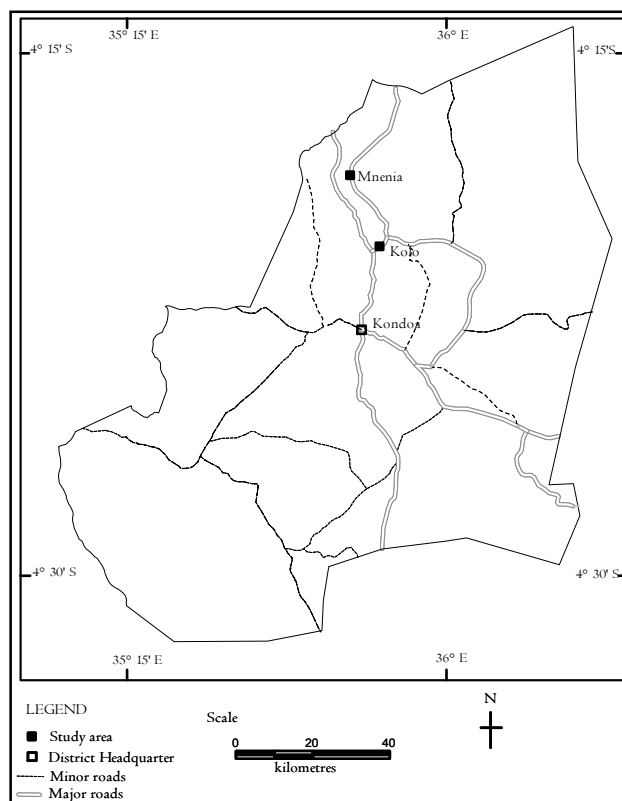 35° 15' E 36° E
4° 15' S 4° 15'S
Mnenia
Kolo
Kondoa
4° 30' S 4° 30' S
35° 15' E 36° E
LEGEND
Study area
District Headquarter
Minor roads
Major roads
Scale
0 20 40
kilometres
N